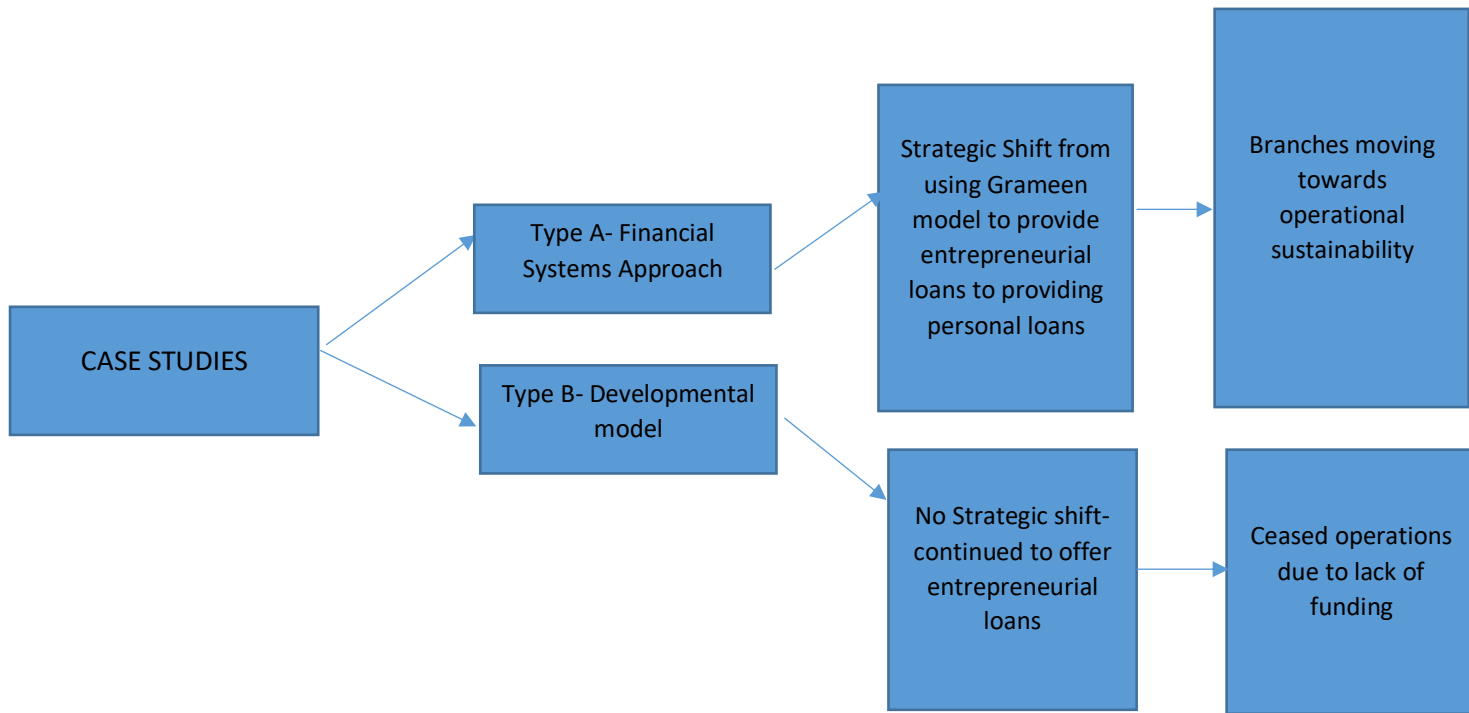 CASE STUDIES
Type A- Financial
Systems Approach
Strategic Shift from
using Grameen
model to provide
entrepreneurial
loans to providing
personal loans
Branches moving
towards
operational
sustainability
Type B- Developmental
model
No Strategic shift-
continued to offer
entrepreneurial
loans
Ceased operations
due to lack of
funding